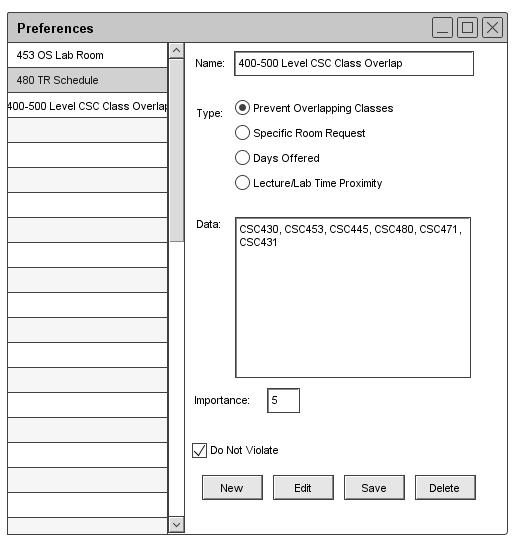 Preferences
453 OS Lab Room
480 TR Schedule
400-500 Level CSC Class Overlap
Name: 400-500 Level CSC Class Overlap
Type: Prevent Overlapping Classes
Specific Room Request
Days Offered
Lecture/Lab Time Proximity
Data: CSC430, CSC453, CSC445, CSC480, CSC471,
CSC431
Importance: 5
Do Not Violate
New Edit Save Delete